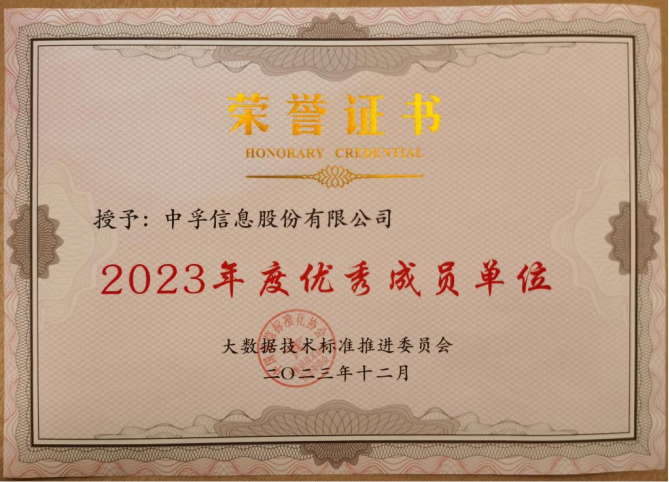 荣誉证书
HONORARY CREDENTIAL
授予：中孚信息股份有限公司
2023年度优秀成员单位
大数据技术标准推进委员会
二〇二三年十二月